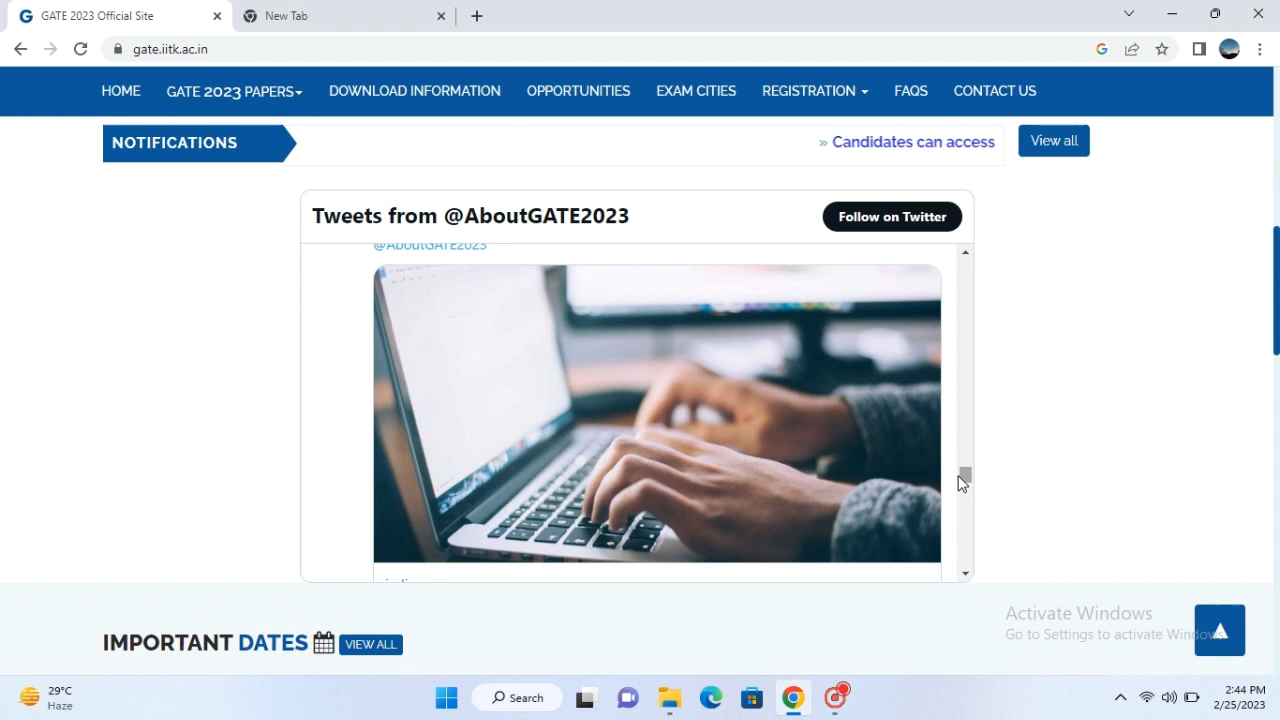 GATE 2023 Official Site
New Tab
gate.iitk.ac.in
HOME
GATE 2023 PAPERS
DOWNLOAD INFORMATION
OPPORTUNITIES
EXAM CITIES
REGISTRATION
FAQS
CONTACT US
NOTIFICATIONS
» Candidates can access
View all
Tweets from @AboutGATE2023
Follow on Twitter
@AboutGATE2023
IMPORTANT DATES
VIEW ALL
Activate Windows
Go to Settings to activate Windows.
29°C
Haze
Search
2:44 PM
2/25/2023